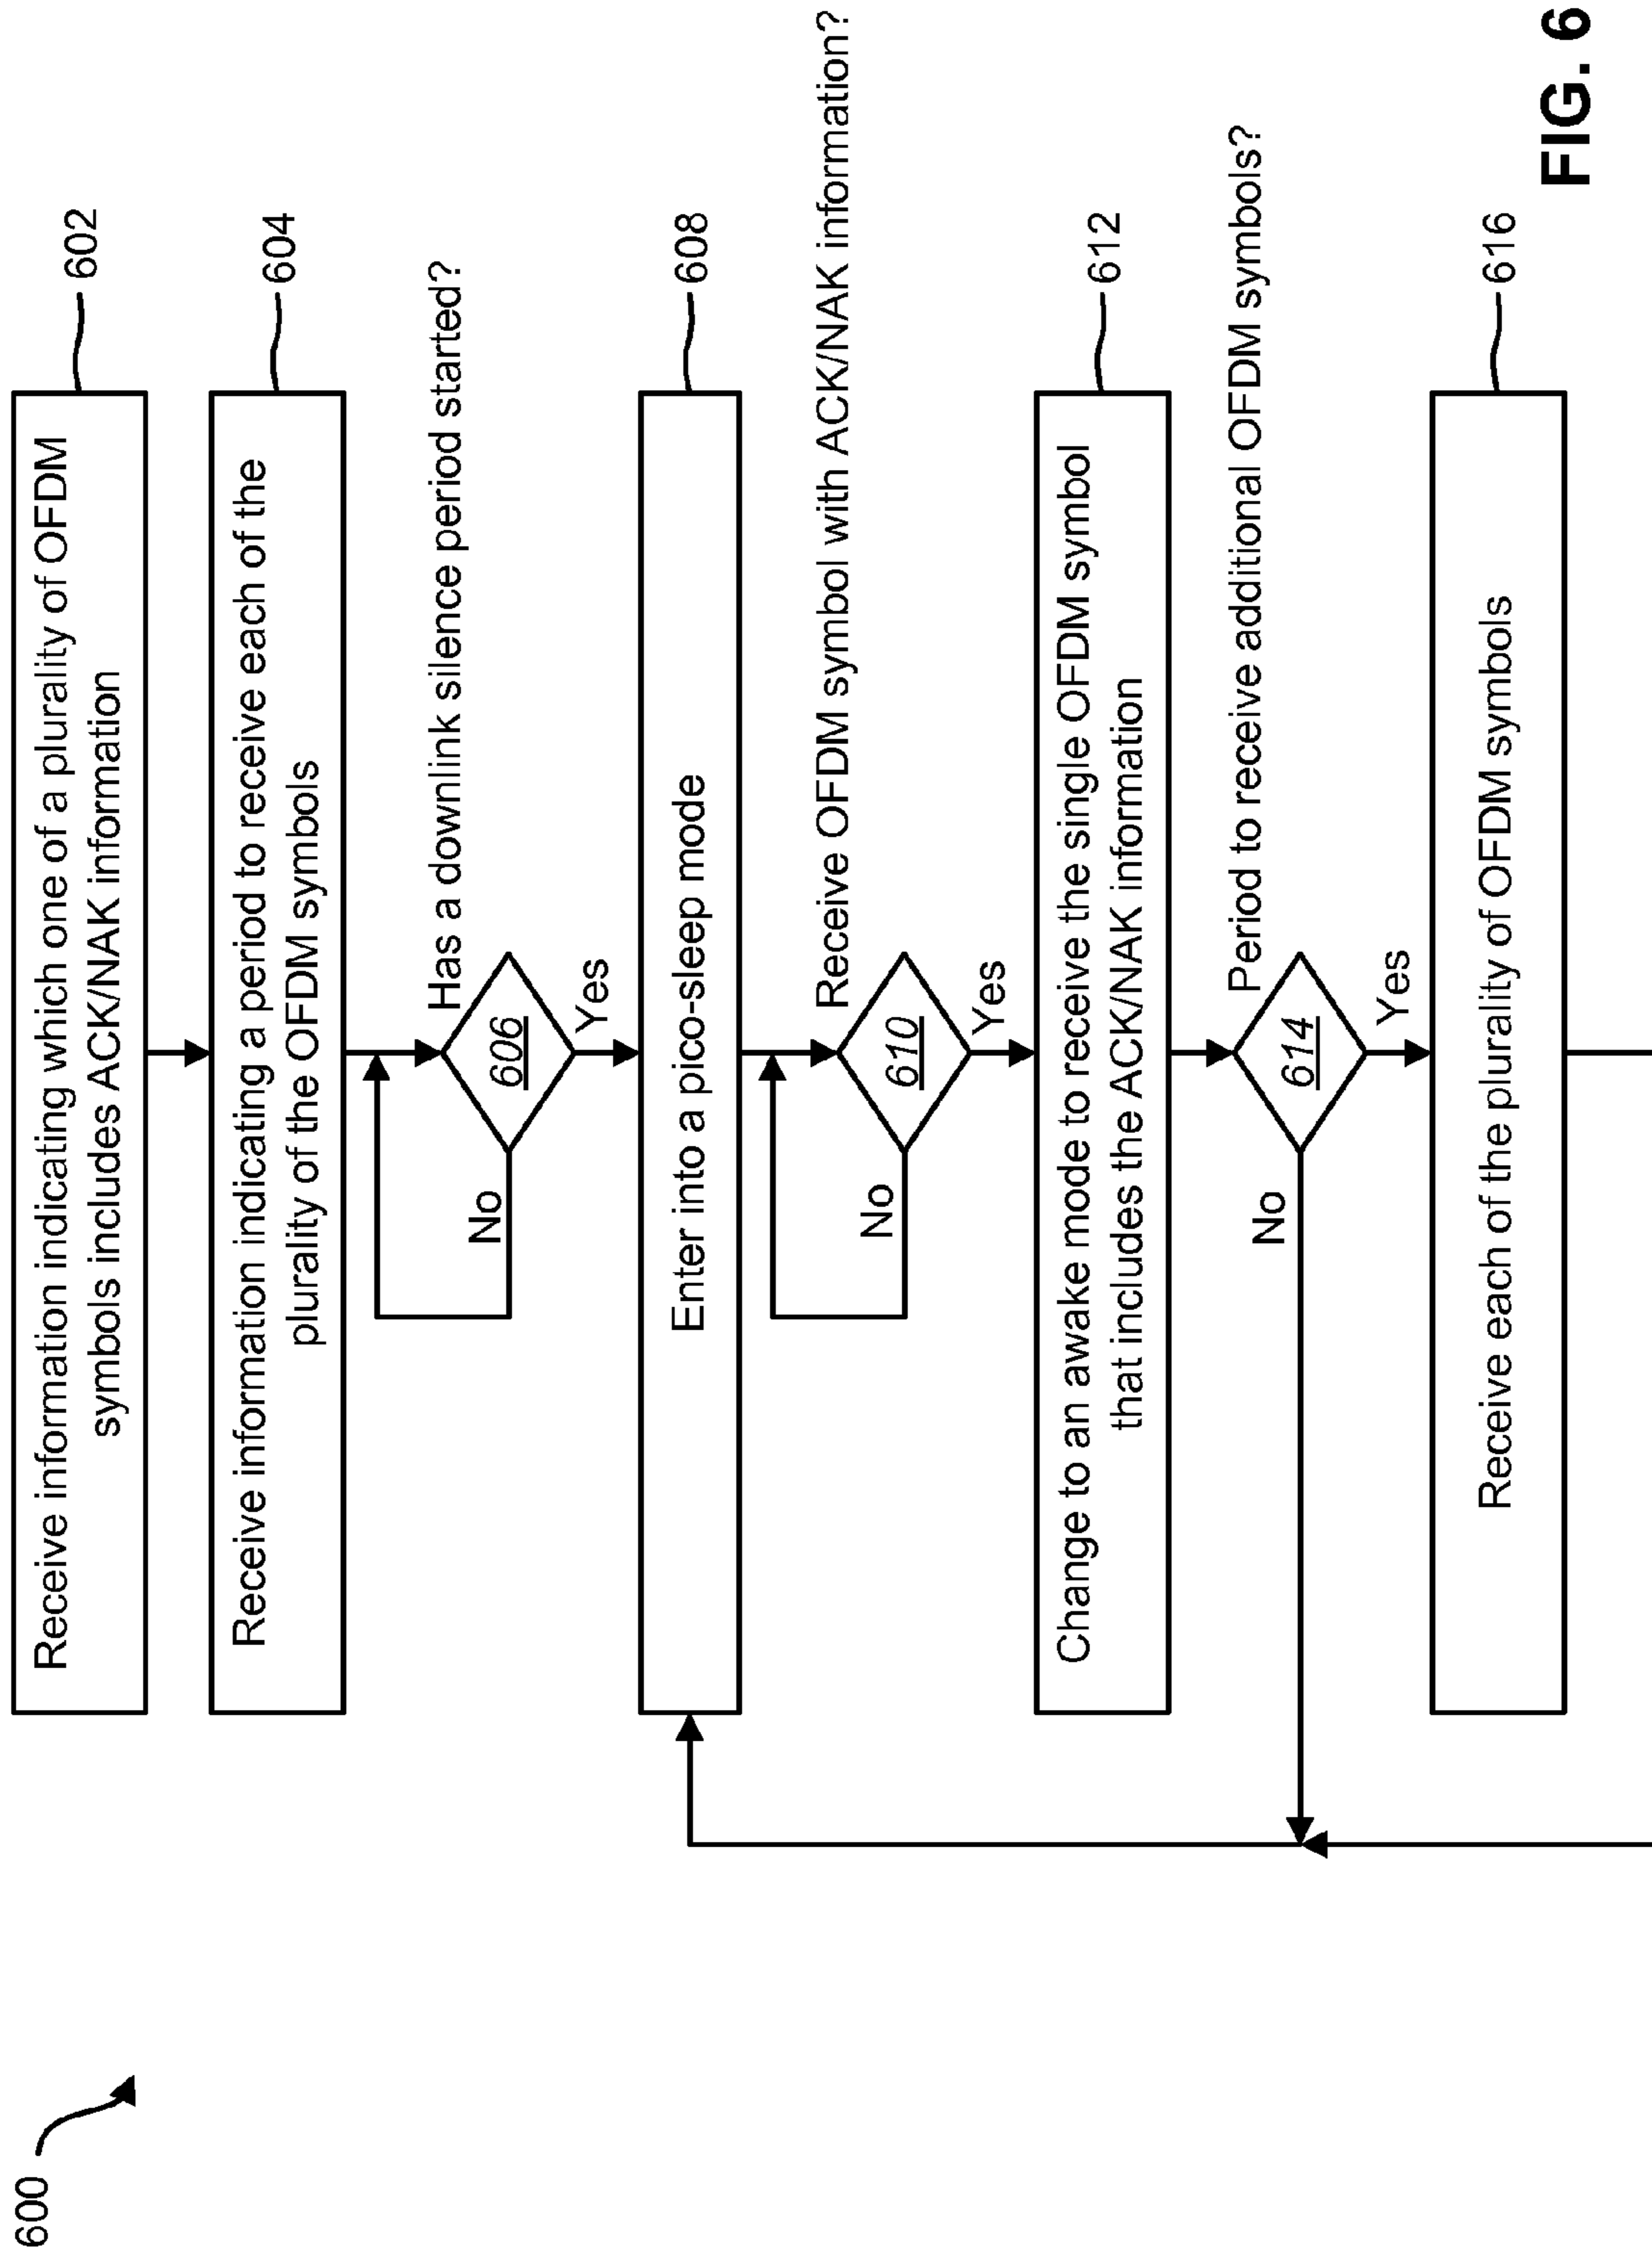 600
Receive information indicating which one of a plurality of OFDM
symbols includes ACK/NAK information
602
Receive information indicating a period to receive each of the
plurality of the OFDM symbols
604
Has a downlink silence period started?
606
No
Yes
Enter into a pico-sleep mode
608
Receive OFDM symbol with ACK/NAK information?
610
No
Yes
Change to an awake mode to receive the single OFDM symbol
that includes the ACK/NAK information
612
Period to receive additional OFDM symbols?
614
No
Yes
Receive each of the plurality of OFDM symbols
616
FIG. 6